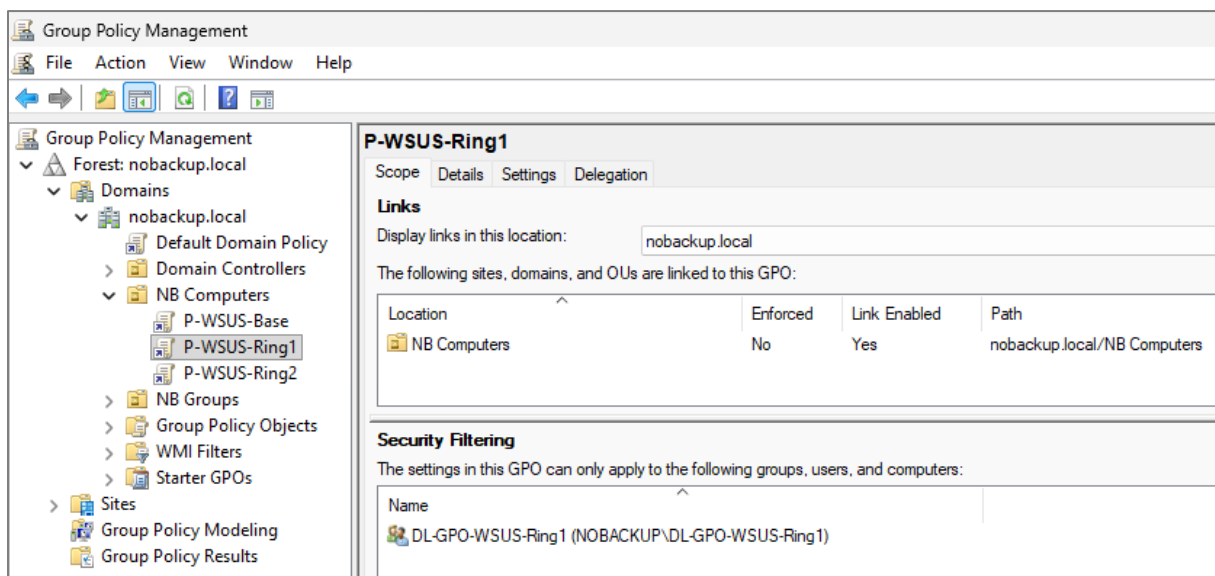 Group Policy Management
File Action View Window Help
Group Policy Management
Forest: nobackup.local
Domains
nobackup.local
Default Domain Policy
Domain Controllers
NB Computers
P-WSUS-Base
P-WSUS-Ring1
P-WSUS-Ring2
NB Groups
Group Policy Objects
WMI Filters
Starter GPOs
Sites
Group Policy Modeling
Group Policy Results
P-WSUS-Ring1
Scope Details Settings Delegation
Links
Display links in this location: nobackup.local
The following sites, domains, and OUs are linked to this GPO:
Location Enforced Link Enabled Path
NB Computers No Yes nobackup.local/NB Computers
Security Filtering
The settings in this GPO can only apply to the following groups, users, and computers:
Name
DL-GPO-WSUS-Ring1 (NOBACKUP\DL-GPO-WSUS-Ring1)